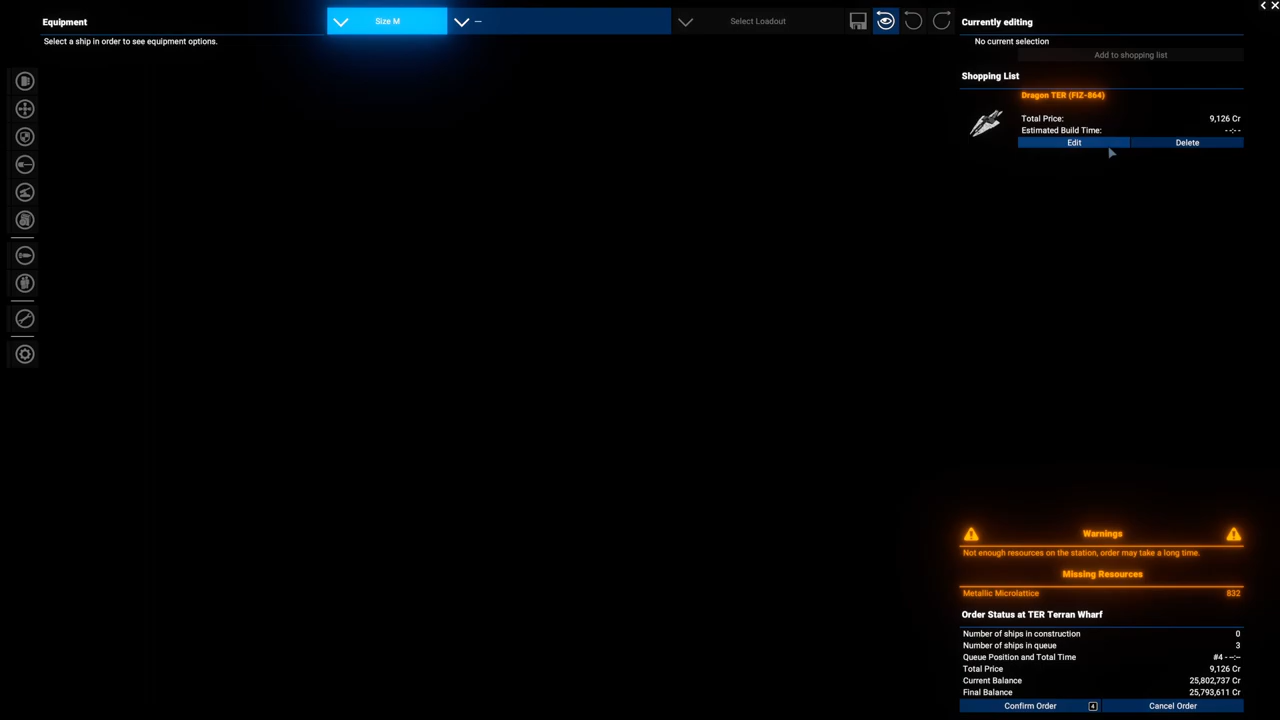 Equipment
Select a ship in order to see equipment options.
Size M
–
Select Loadout
Currently editing
No current selection
Add to shopping list
Shopping List
Dragon TER (FIZ-864)
Total Price: 9,126 Cr
Estimated Build Time: --:--
Edit Delete
Warnings
Not enough resources on the station, order may take a long time.
Missing Resources
Metallic Microlattice 832
Order Status at TER Terran Wharf
Number of ships in construction 0
Number of ships in queue 3
Queue Position and Total Time #4 - --:--
Total Price 9,126 Cr
Current Balance 25,802,737 Cr
Final Balance 25,793,611 Cr
Confirm Order Cancel Order